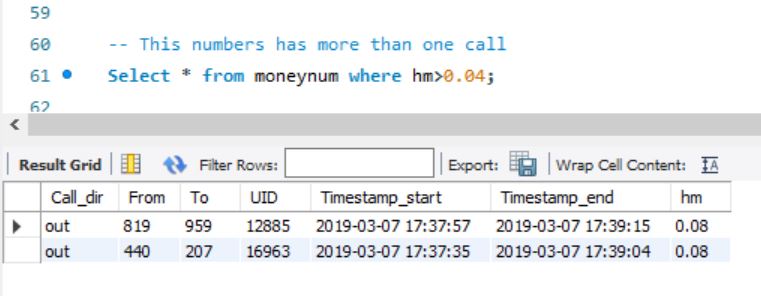 59
60 -- This numbers has more than one call
61 Select * from moneynum where hm>0.04;
62
Result Grid Filter Rows: Export: Wrap Cell Content:
Call_dir From To UID Timestamp_start Timestamp_end hm
out 819 959 12885 2019-03-07 17:37:57 2019-03-07 17:39:15 0.08
out 440 207 16963 2019-03-07 17:37:35 2019-03-07 17:39:04 0.08